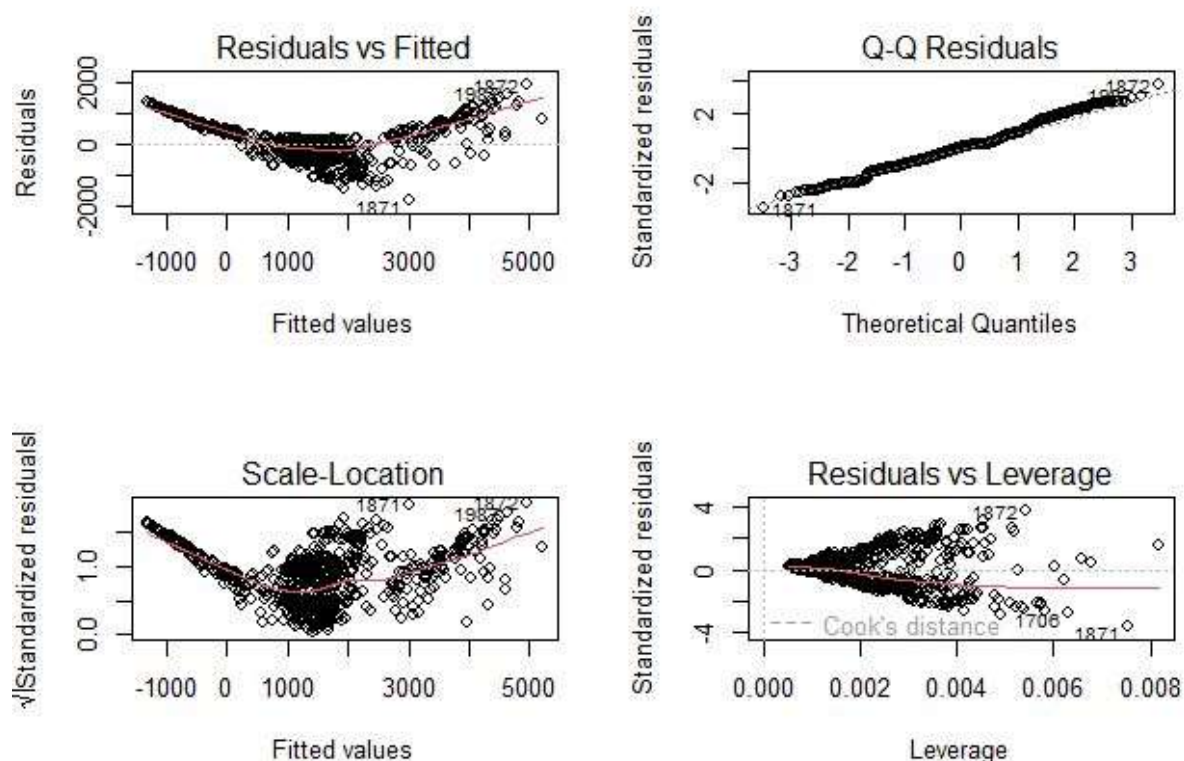 Residuals vs Fitted
Residuals
2000
0
-2000
1872
1871
-1000 0 1000 3000 5000
Fitted values
Q-Q Residuals
Standardized residuals
2
-2
1872
1871
-3 -2 -1 0 1 2 3
Theoretical Quantiles
Scale-Location
√|Standardized residuals|
1.0
0.0
1871
1872
-1000 0 1000 3000 5000
Fitted values
Residuals vs Leverage
Standardized residuals
4
0
-4
1872
1706
1871
Cook's distance
0.000 0.002 0.004 0.006 0.008
Leverage